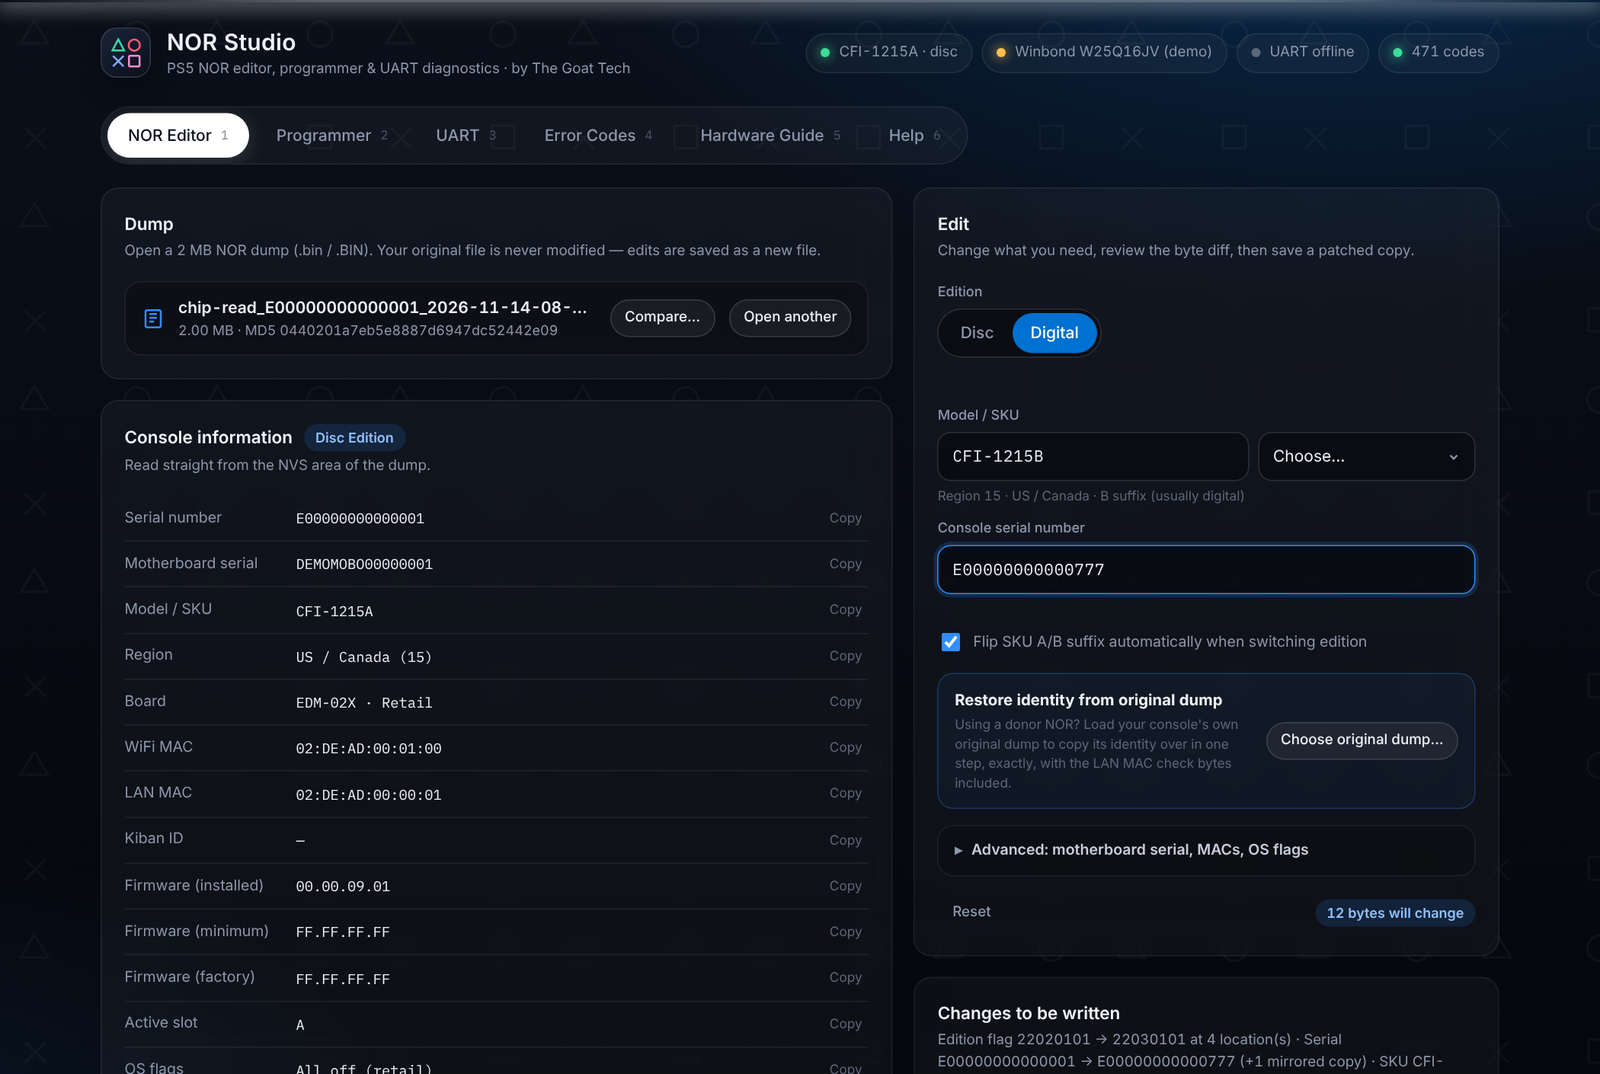 NOR Studio
PS5 NOR editor, programmer & UART diagnostics · by The Goat Tech
CFI-1215A · disc
Winbond W25Q16JV (demo)
UART offline
471 codes
NOR Editor 1
Programmer 2
UART 3
Error Codes 4
Hardware Guide 5
Help 6
Dump
Open a 2 MB NOR dump (.bin / .BIN). Your original file is never modified — edits are saved as a new file.
chip-read_E00000000000001_2026-11-14-08-...
2.00 MB · MD5 0440201a7eb5e8887d6947dc52442e09
Compare...
Open another
Console information
Disc Edition
Read straight from the NVS area of the dump.
Serial number E00000000000001 Copy
Motherboard serial DEMOMOBO00000001 Copy
Model / SKU CFI-1215A Copy
Region US / Canada (15) Copy
Board EDM-02X · Retail Copy
WiFi MAC 02:DE:AD:00:01:00 Copy
LAN MAC 02:DE:AD:00:00:01 Copy
Kiban ID — Copy
Firmware (installed) 00.00.09.01 Copy
Firmware (minimum) FF.FF.FF.FF Copy
Firmware (factory) FF.FF.FF.FF Copy
Active slot A Copy
OS flags All off (retail) Copy
Edit
Change what you need, review the byte diff, then save a patched copy.
Edition
Disc
Digital
Model / SKU
CFI-1215B
Choose...
Region 15 · US / Canada · B suffix (usually digital)
Console serial number
E00000000000777
Flip SKU A/B suffix automatically when switching edition
Restore identity from original dump
Using a donor NOR? Load your console's own
original dump to copy its identity over in one
step, exactly, with the LAN MAC check bytes
included.
Choose original dump...
Advanced: motherboard serial, MACs, OS flags
Reset
12 bytes will change
Changes to be written
Edition flag 22020101 → 22030101 at 4 location(s) · Serial
E00000000000001 → E00000000000777 (+1 mirrored copy) · SKU CFI-